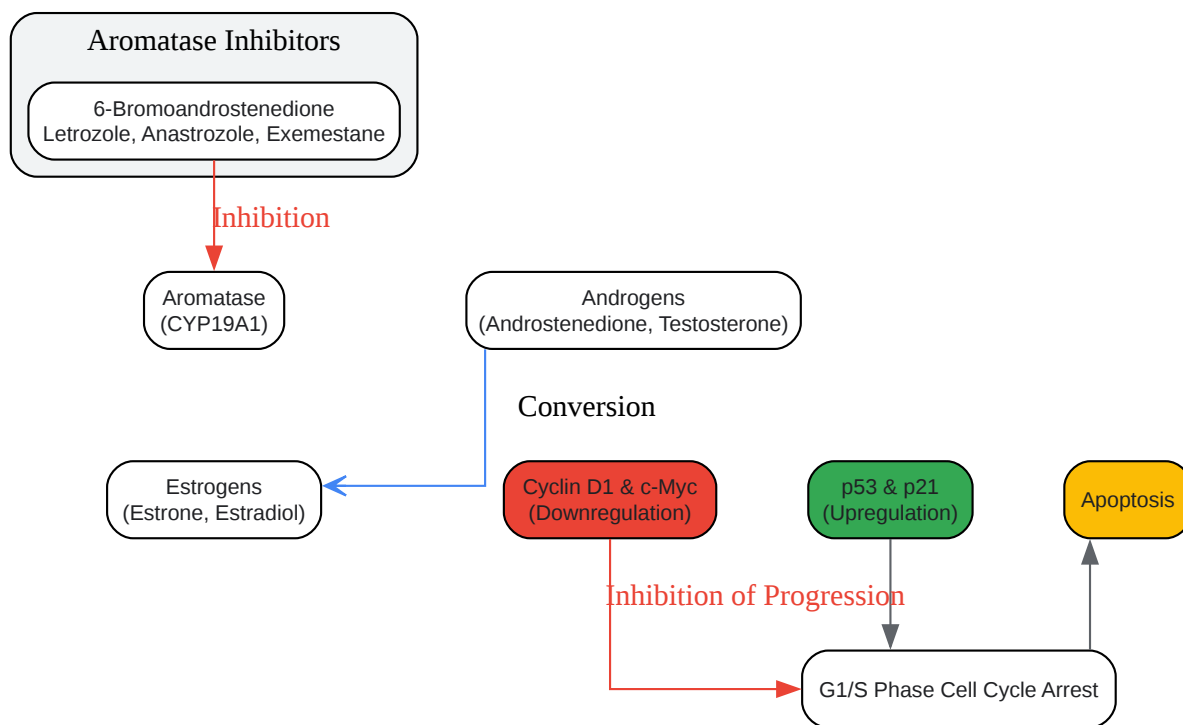 Aromatase Inhibitors
6-Bromoandrostenedione
Letrozole, Anastrozole, Exemestane
Inhibition
Aromatase
(CYP19A1)
Androgens
(Androstenedione, Testosterone)
Conversion
Estrogens
(Estrone, Estradiol)
Cyclin D1 & c-Myc
(Downregulation)
p53 & p21
(Upregulation)
Apoptosis
Inhibition of Progression
G1/S Phase Cell Cycle Arrest